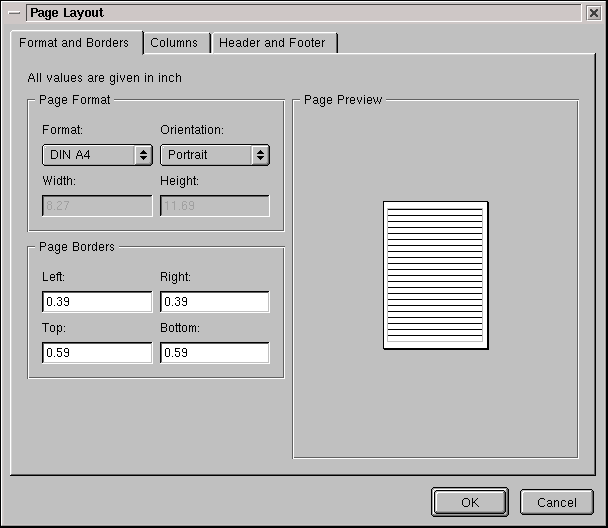 Page Layout
Format and Borders Columns Header and Footer
All values are given in inch
Page Format
Page Preview
Format: Orientation:
DIN A4 Portrait
Width: Height:
8.27 11.69
Page Borders
Left: Right:
0.39 0.39
Top: Bottom:
0.59 0.59
OK Cancel